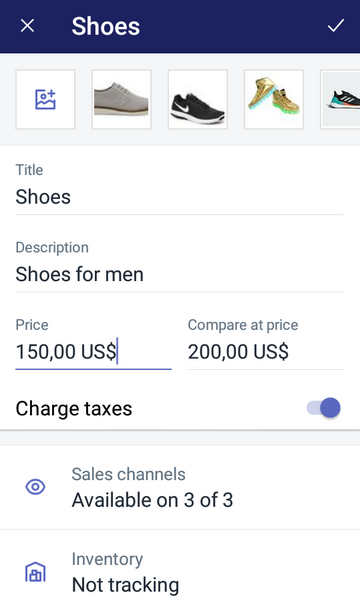 Shoes
Title
Shoes
Description
Shoes for men
Price
Compare at price
150,00 US$
200,00 US$
Charge taxes
Sales channels
Available on 3 of 3
Inventory
Not tracking